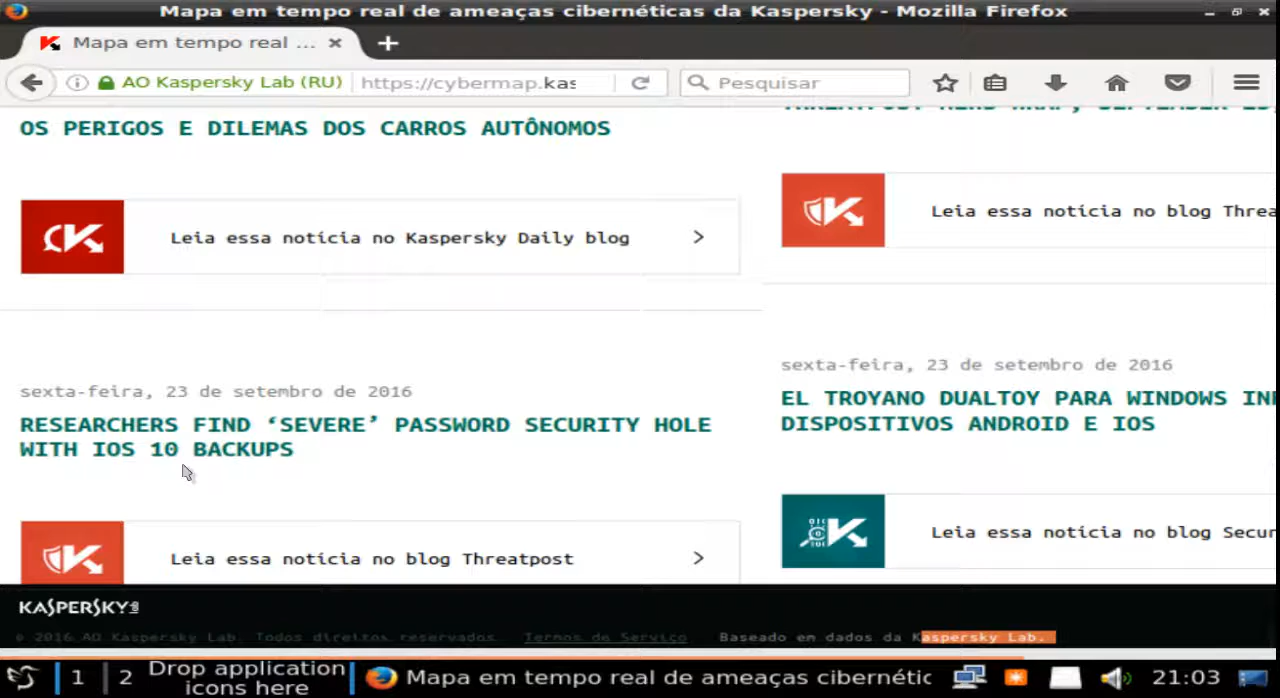 Mapa em tempo real de ameaças cibernéticas da Kaspersky - Mozilla Firefox
Mapa em tempo real ...
AO Kaspersky Lab (RU)
https://cybermap.kas
Pesquisar
OS PERIGOS E DILEMAS DOS CARROS AUTÔNOMOS
Leia essa notícia no Kaspersky Daily blog
Leia essa notícia no blog Threa
sexta-feira, 23 de setembro de 2016
RESEARCHERS FIND ‘SEVERE’ PASSWORD SECURITY HOLE
WITH IOS 10 BACKUPS
Leia essa notícia no blog Threatpost
sexta-feira, 23 de setembro de 2016
EL TROYANO DUALTOY PARA WINDOWS IN
DISPOSITIVOS ANDROID E IOS
Leia essa notícia no blog Secur
KASPERSKY LAB
© 2016 AO Kaspersky Lab. Todos direitos reservados.
Termos de Serviço
Baseado em dados da Kaspersky Lab.
1
2
Drop application
icons here
Mapa em tempo real de ameaças cibernétic
21:03